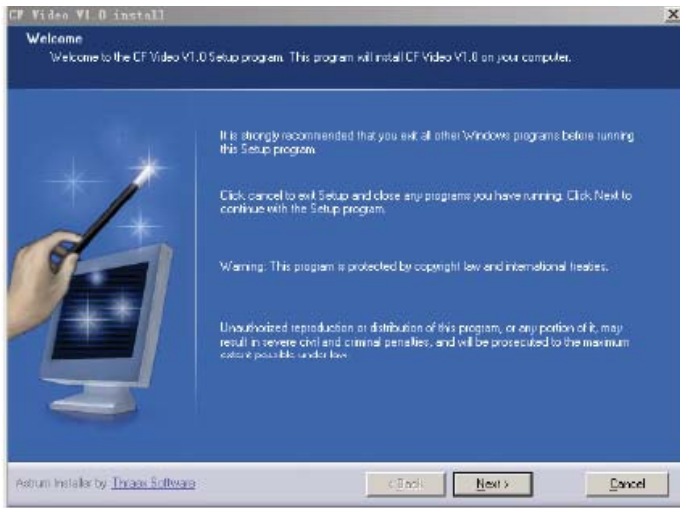 CF Video V1.0 install
Welcome
Welcome to the CF Video V1.0 Setup program. This program will install CF Video V1.0 on your computer.
It is strongly recommended that you exit all other Windows programs before running
this Setup program.
Click cancel to exit Setup and close any programs you have running. Click Next to
continue with the Setup program.
Warning: This program is protected by copyright law and international treaties.
Unauthorized reproduction or distribution of this program, or any portion of it, may
result in severe civil and criminal penalties, and will be prosecuted to the maximum
extent possible under law.
Astrum Installer by Thraex Software
< Back Next > Cancel